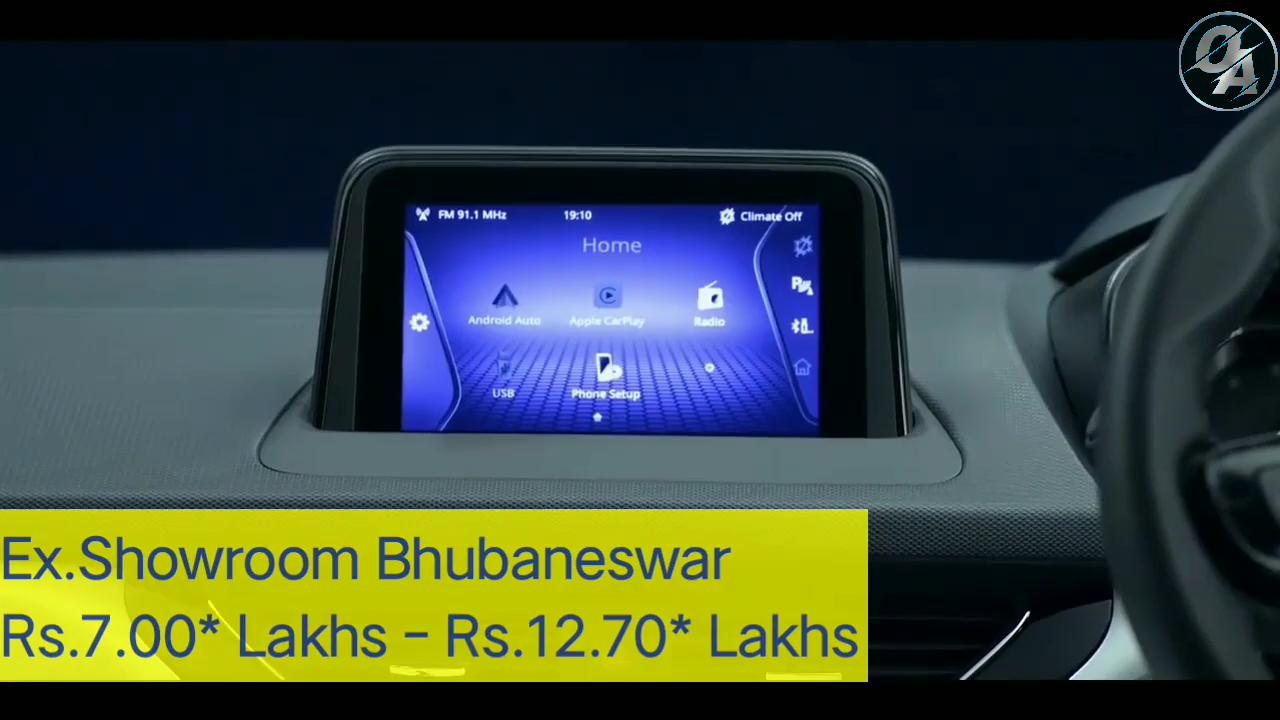 OA
FM 91.1 MHz 19:10 Climate Off
Home
Android Auto Apple CarPlay Radio
USB Phone Setup
Ex.Showroom Bhubaneswar
Rs.7.00* Lakhs - Rs.12.70* Lakhs